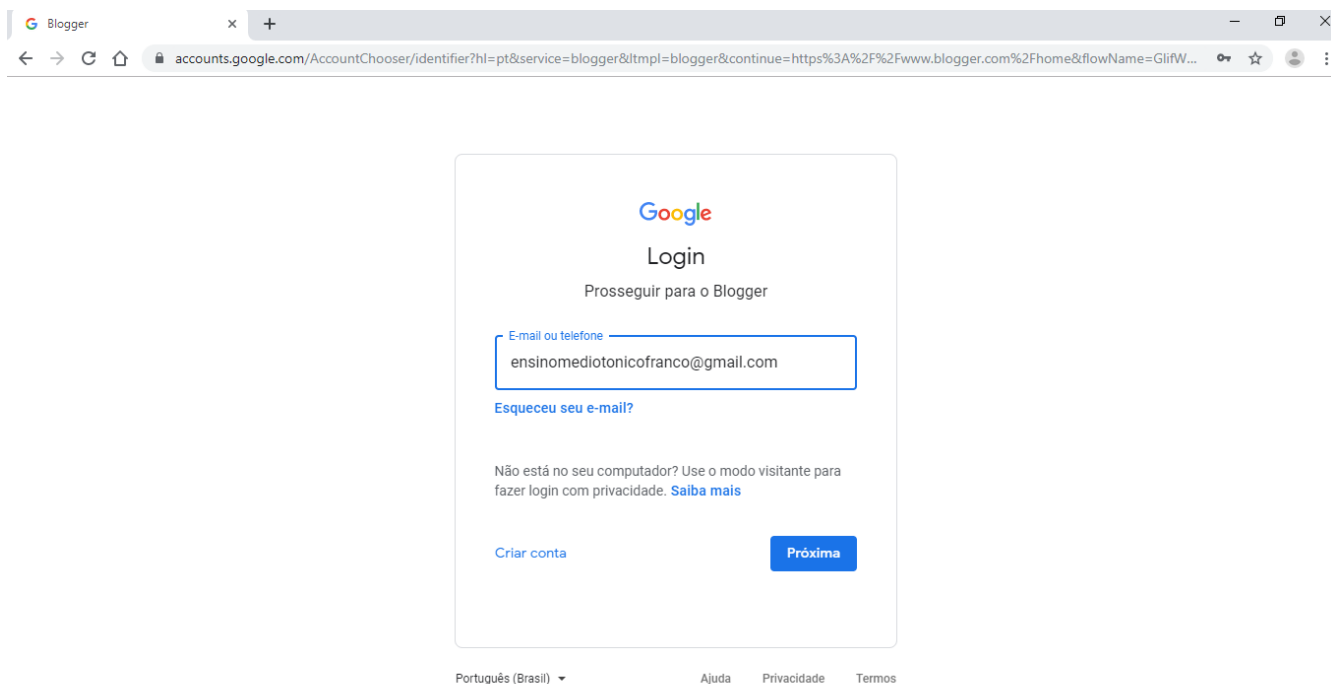 Blogger
accounts.google.com/AccountChooser/identifier?hl=pt&service=blogger&ltmpl=blogger&continue=https%3A%2F%2Fwww.blogger.com%2Fhome&flowName=GlifW...
Google
Login
Prosseguir para o Blogger
E-mail ou telefone
ensinomediotonicofranco@gmail.com
Esqueceu seu e-mail?
Não está no seu computador? Use o modo visitante para
fazer login com privacidade. Saiba mais
Criar conta
Próxima
Português (Brasil)
Ajuda Privacidade Termos